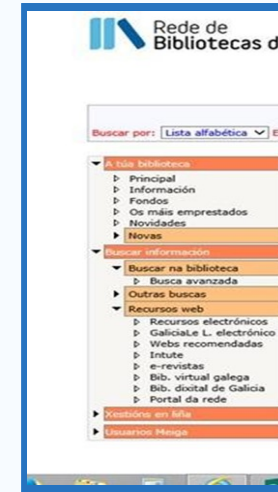 Rede de
Bibliotecas d
Buscar por: Lista alfabética E
A túa biblioteca
Principal
Información
Fondos
Os máis emprestados
Novidades
Novas
Buscar información
Buscar na biblioteca
Busca avanzada
Outras buscas
Recursos web
Recursos electrónicos
GaliciaLe L. electrónico
Webs recomendadas
Intute
e-revistas
Bib. virtual galega
Bib. dixital de Galicia
Portal da rede
Xestións en liña
Usuarios Meiga